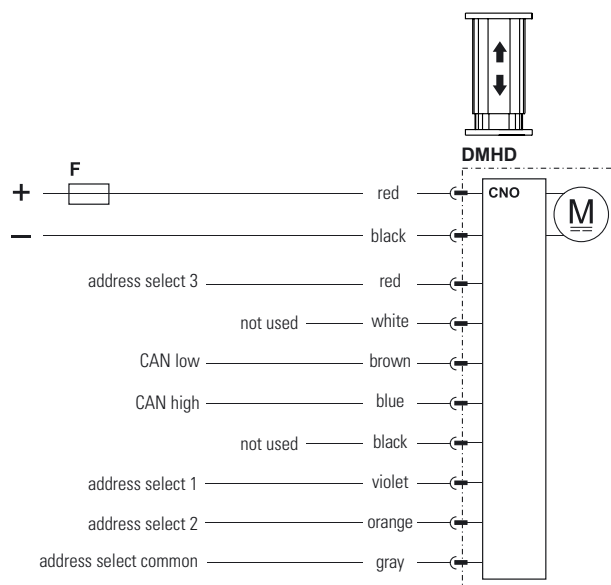 DMHD
F
+ red CNO
M
– black
address select 3 red
not used white
CAN low brown
CAN high blue
not used black
address select 1 violet
address select 2 orange
address select common gray